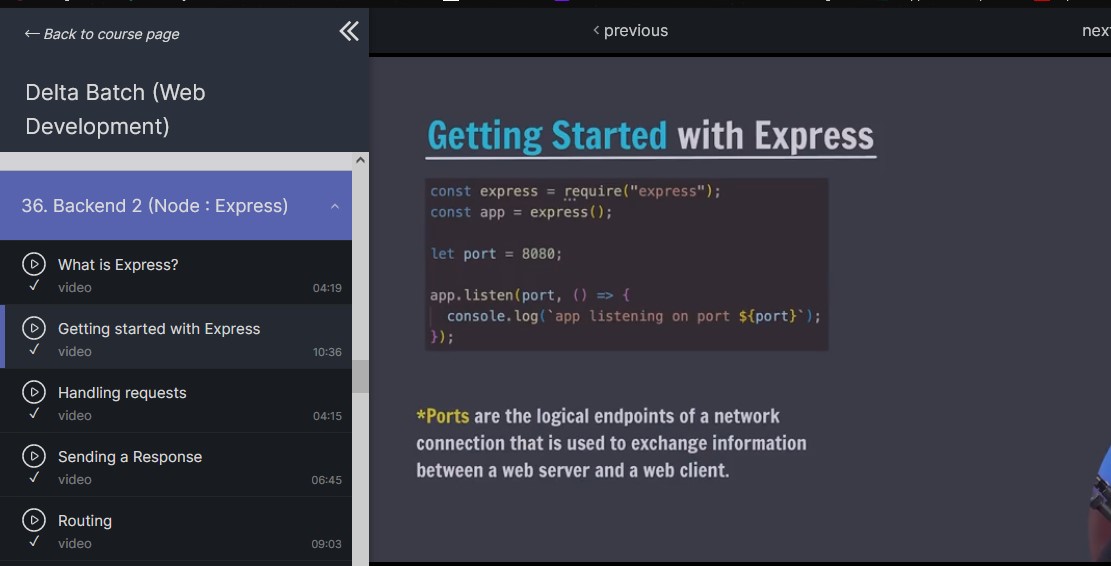 ← Back to course page
Delta Batch (Web
Development)
36. Backend 2 (Node : Express)
What is Express?
video
04:19
Getting started with Express
video
10:36
Handling requests
video
04:15
Sending a Response
video
06:45
Routing
video
09:03
‹ previous
nex
Getting Started with Express
const express = require("express");
const app = express();
let port = 8080;
app.listen(port, () => {
console.log(`app listening on port ${port}`);
});
*Ports are the logical endpoints of a network
connection that is used to exchange information
between a web server and a web client.